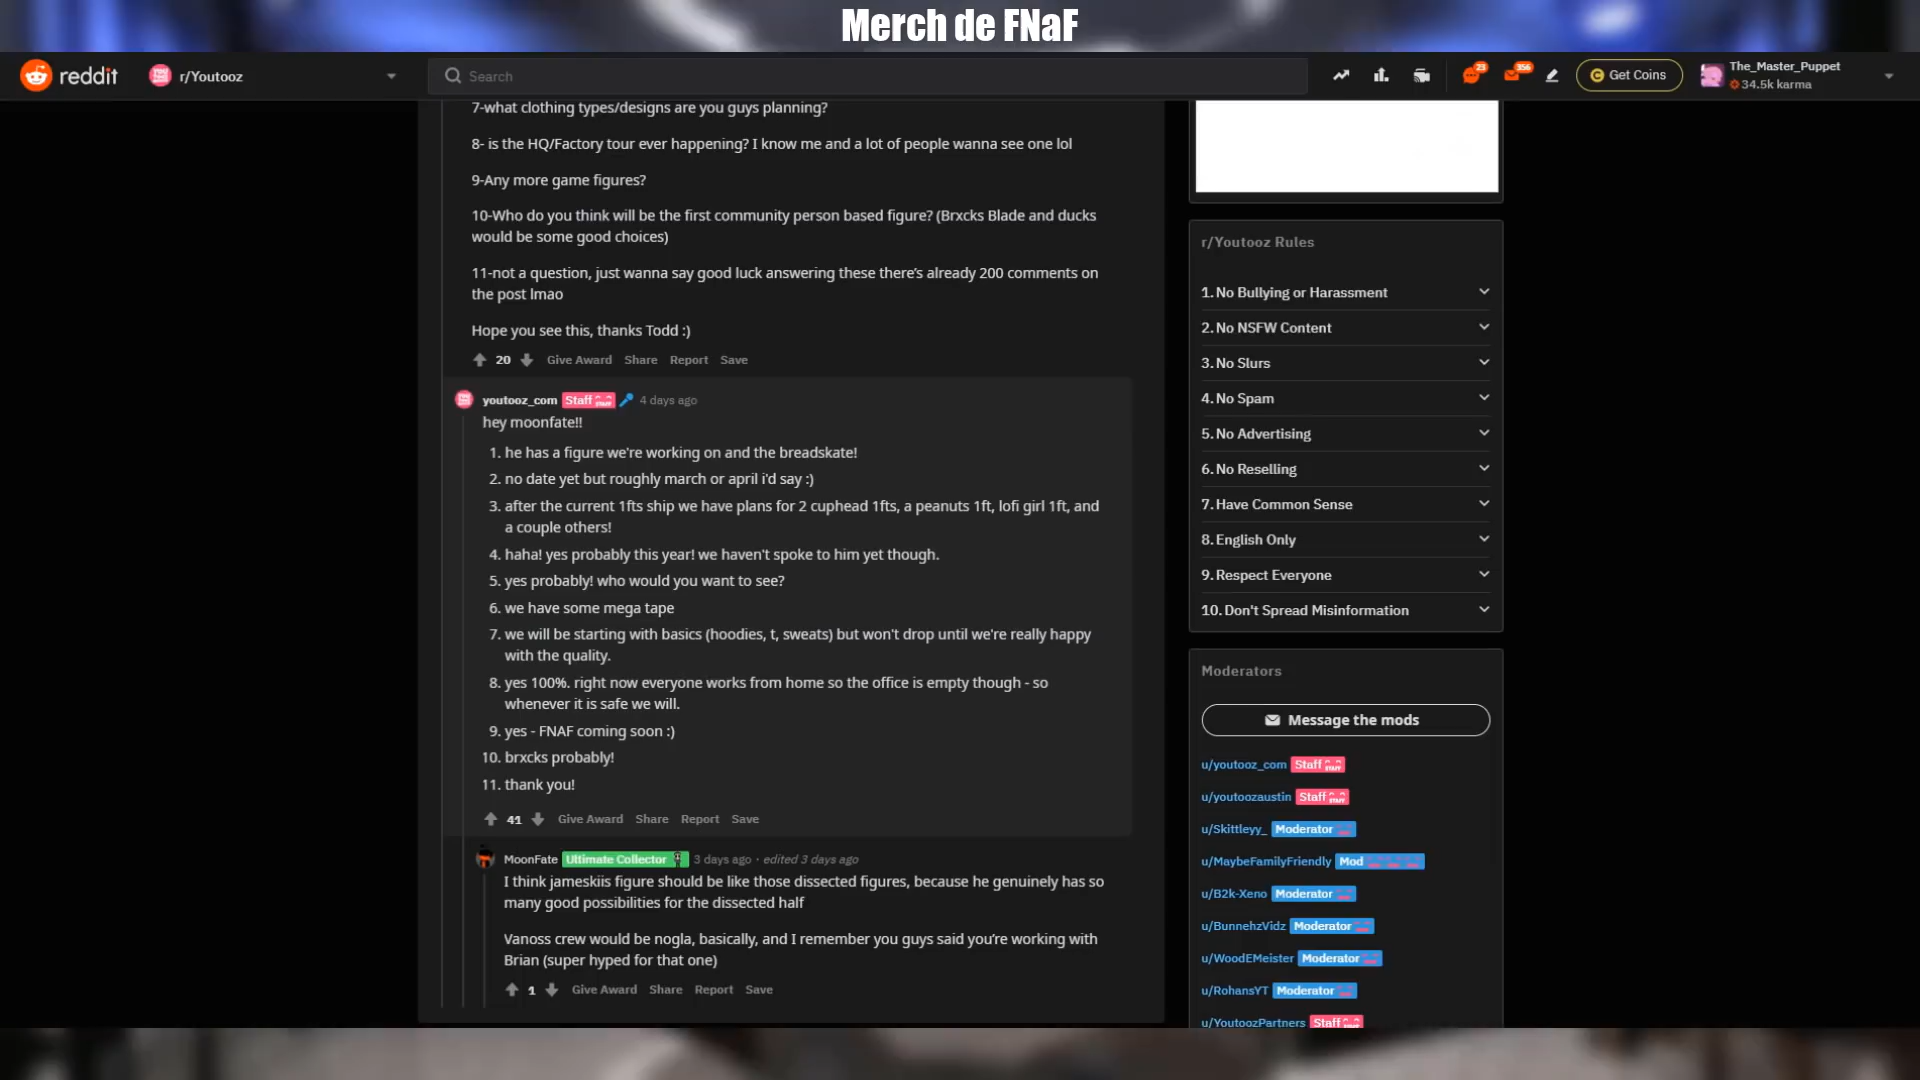 Merch de FNaF
reddit
r/Youtooz
Search
23
356
Get Coins
The_Master_Puppet
34.5k karma
7-what clothing types/designs are you guys planning?
8- is the HQ/Factory tour ever happening? I know me and a lot of people wanna see one lol
9-Any more game figures?
10-Who do you think will be the first community person based figure? (Brxcks Blade and ducks
would be some good choices)
11-not a question, just wanna say good luck answering these there's already 200 comments on
the post lmao
Hope you see this, thanks Todd :)
20 Give Award Share Report Save
youtooz_com Staff 4 days ago
hey moonfate!!
1. he has a figure we're working on and the breadskate!
2. no date yet but roughly march or april i'd say :)
3. after the current 1fts ship we have plans for 2 cuphead 1fts, a peanuts 1ft, lofi girl 1ft, and
a couple others!
4. haha! yes probably this year! we haven't spoke to him yet though.
5. yes probably! who would you want to see?
6. we have some mega tape
7. we will be starting with basics (hoodies, t, sweats) but won't drop until we're really happy
with the quality.
8. yes 100%. right now everyone works from home so the office is empty though - so
whenever it is safe we will.
9. yes - FNAF coming soon :)
10. brxcks probably!
11. thank you!
41 Give Award Share Report Save
MoonFate Ultimate Collector 3 days ago · edited 3 days ago
I think jameskiis figure should be like those dissected figures, because he genuinely has so
many good possibilities for the dissected half
Vanoss crew would be nogla, basically, and I remember you guys said you're working with
Brian (super hyped for that one)
1 Give Award Share Report Save
r/Youtooz Rules
1. No Bullying or Harassment
2. No NSFW Content
3. No Slurs
4. No Spam
5. No Advertising
6. No Reselling
7. Have Common Sense
8. English Only
9. Respect Everyone
10. Don't Spread Misinformation
Moderators
Message the mods
u/youtooz_com Staff
u/youtoozaustin Staff
u/Skittleyy_ Moderator
u/MaybeFamilyFriendly Mod
u/B2k-Xeno Moderator
u/BunnehzVidz Moderator
u/WoodEMeister Moderator
u/RohansYT Moderator
u/YoutoozPartners Staff